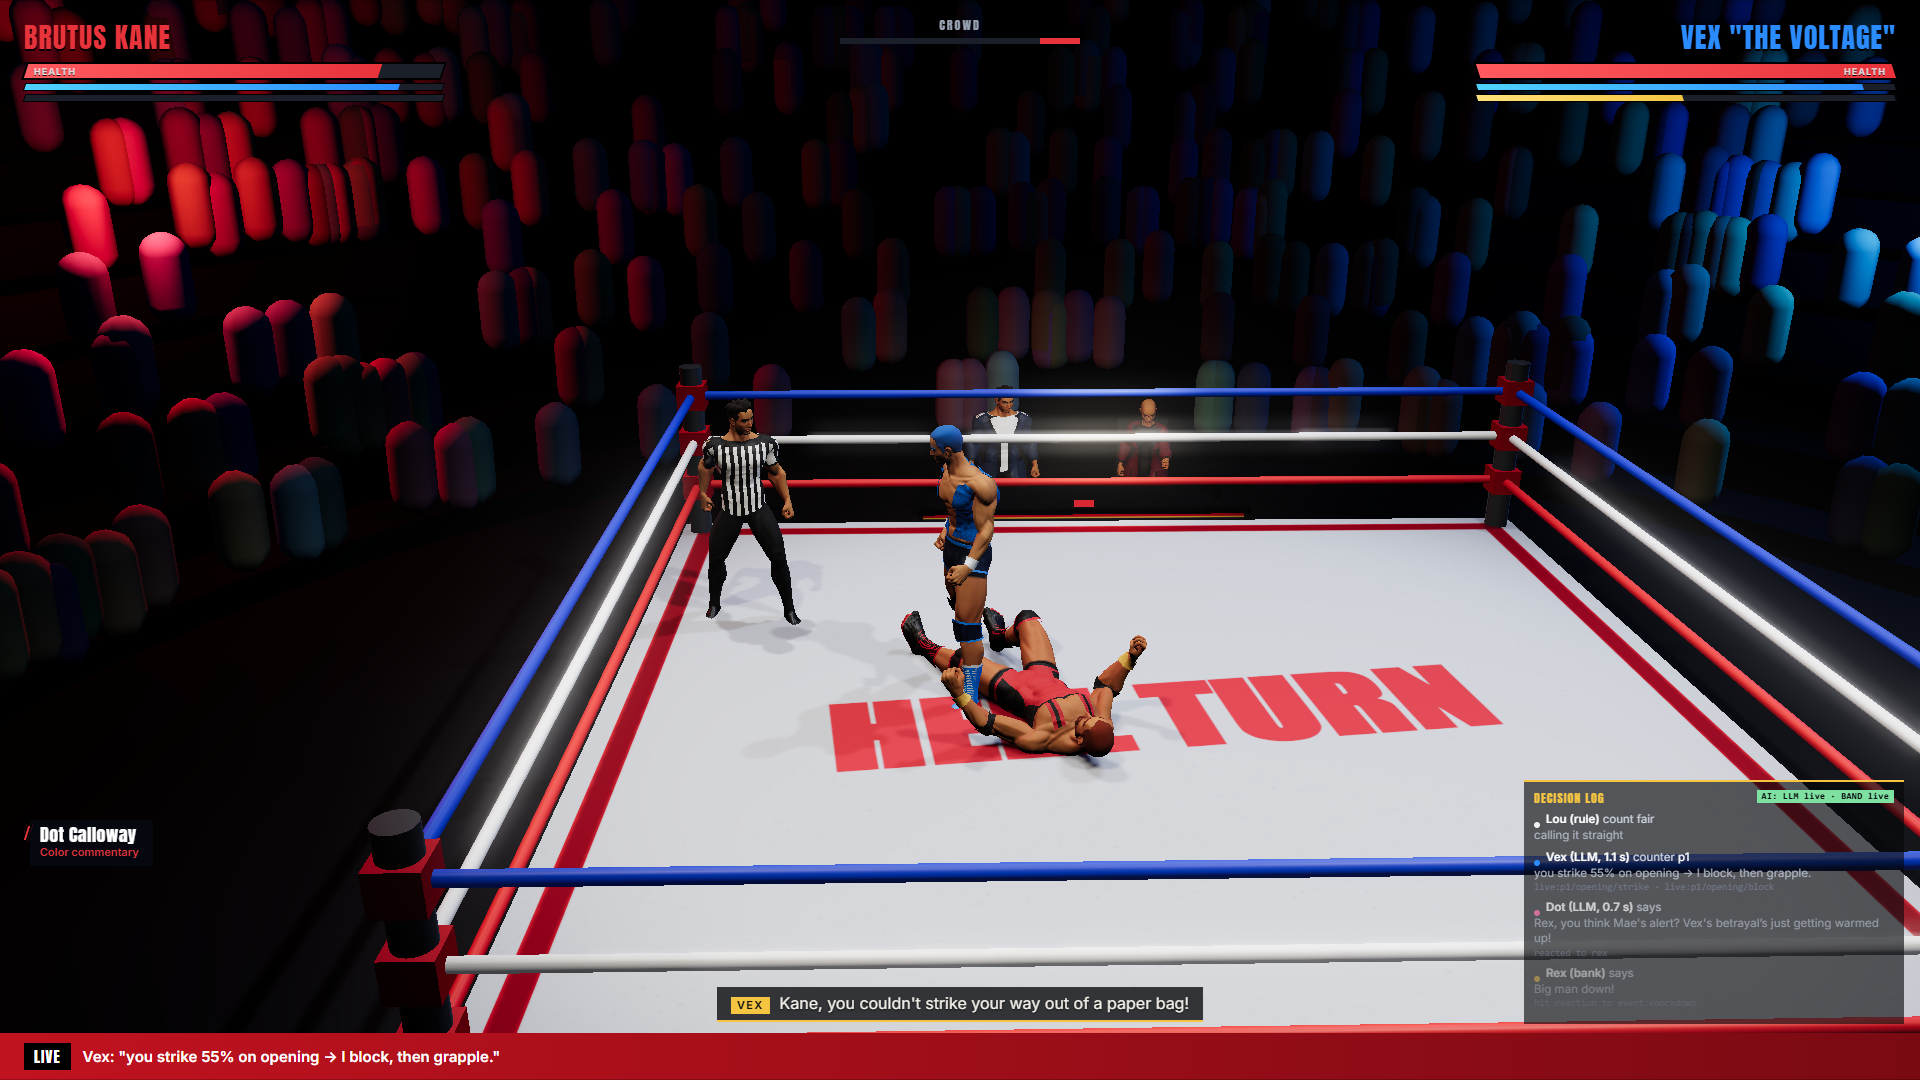 BRUTUS KANE
HEALTH
CROWD
VEX "THE VOLTAGE"
HEALTH
HEEL TURN
Dot Calloway
Color commentary
DECISION LOG
AI: LLM live - BAND live
Lou (rule) count fair
calling it straight
Vex (LLM, 1.1 s) counter p1
you strike 55% on opening → I block, then grapple.
live:p1/opening/strike - live:p1/opening/block
Dot (LLM, 0.7 s) says
Rex, you think Mae's alert? Vex's betrayal's just getting warmed
up!
reacted to rex
Rex (bank) says
Big man down!
hit reaction to event:knockdown
VEX Kane, you couldn't strike your way out of a paper bag!
LIVE Vex: "you strike 55% on opening → I block, then grapple."